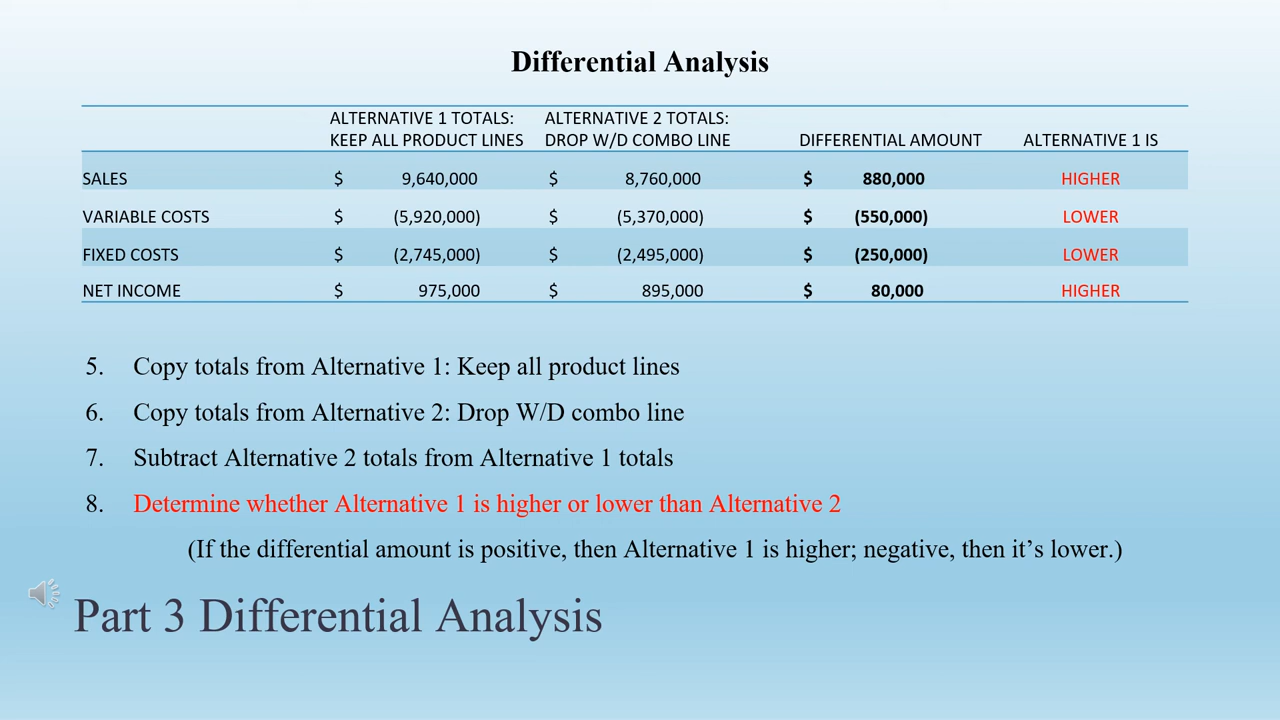 Differential Analysis
ALTERNATIVE 1 TOTALS: ALTERNATIVE 2 TOTALS:
KEEP ALL PRODUCT LINES DROP W/D COMBO LINE DIFFERENTIAL AMOUNT ALTERNATIVE 1 IS
SALES $ 9,640,000 $ 8,760,000 $ 880,000 HIGHER
VARIABLE COSTS $ (5,920,000) $ (5,370,000) $ (550,000) LOWER
FIXED COSTS $ (2,745,000) $ (2,495,000) $ (250,000) LOWER
NET INCOME $ 975,000 $ 895,000 $ 80,000 HIGHER
5. Copy totals from Alternative 1: Keep all product lines
6. Copy totals from Alternative 2: Drop W/D combo line
7. Subtract Alternative 2 totals from Alternative 1 totals
8. Determine whether Alternative 1 is higher or lower than Alternative 2
(If the differential amount is positive, then Alternative 1 is higher; negative, then it’s lower.)
Part 3 Differential Analysis